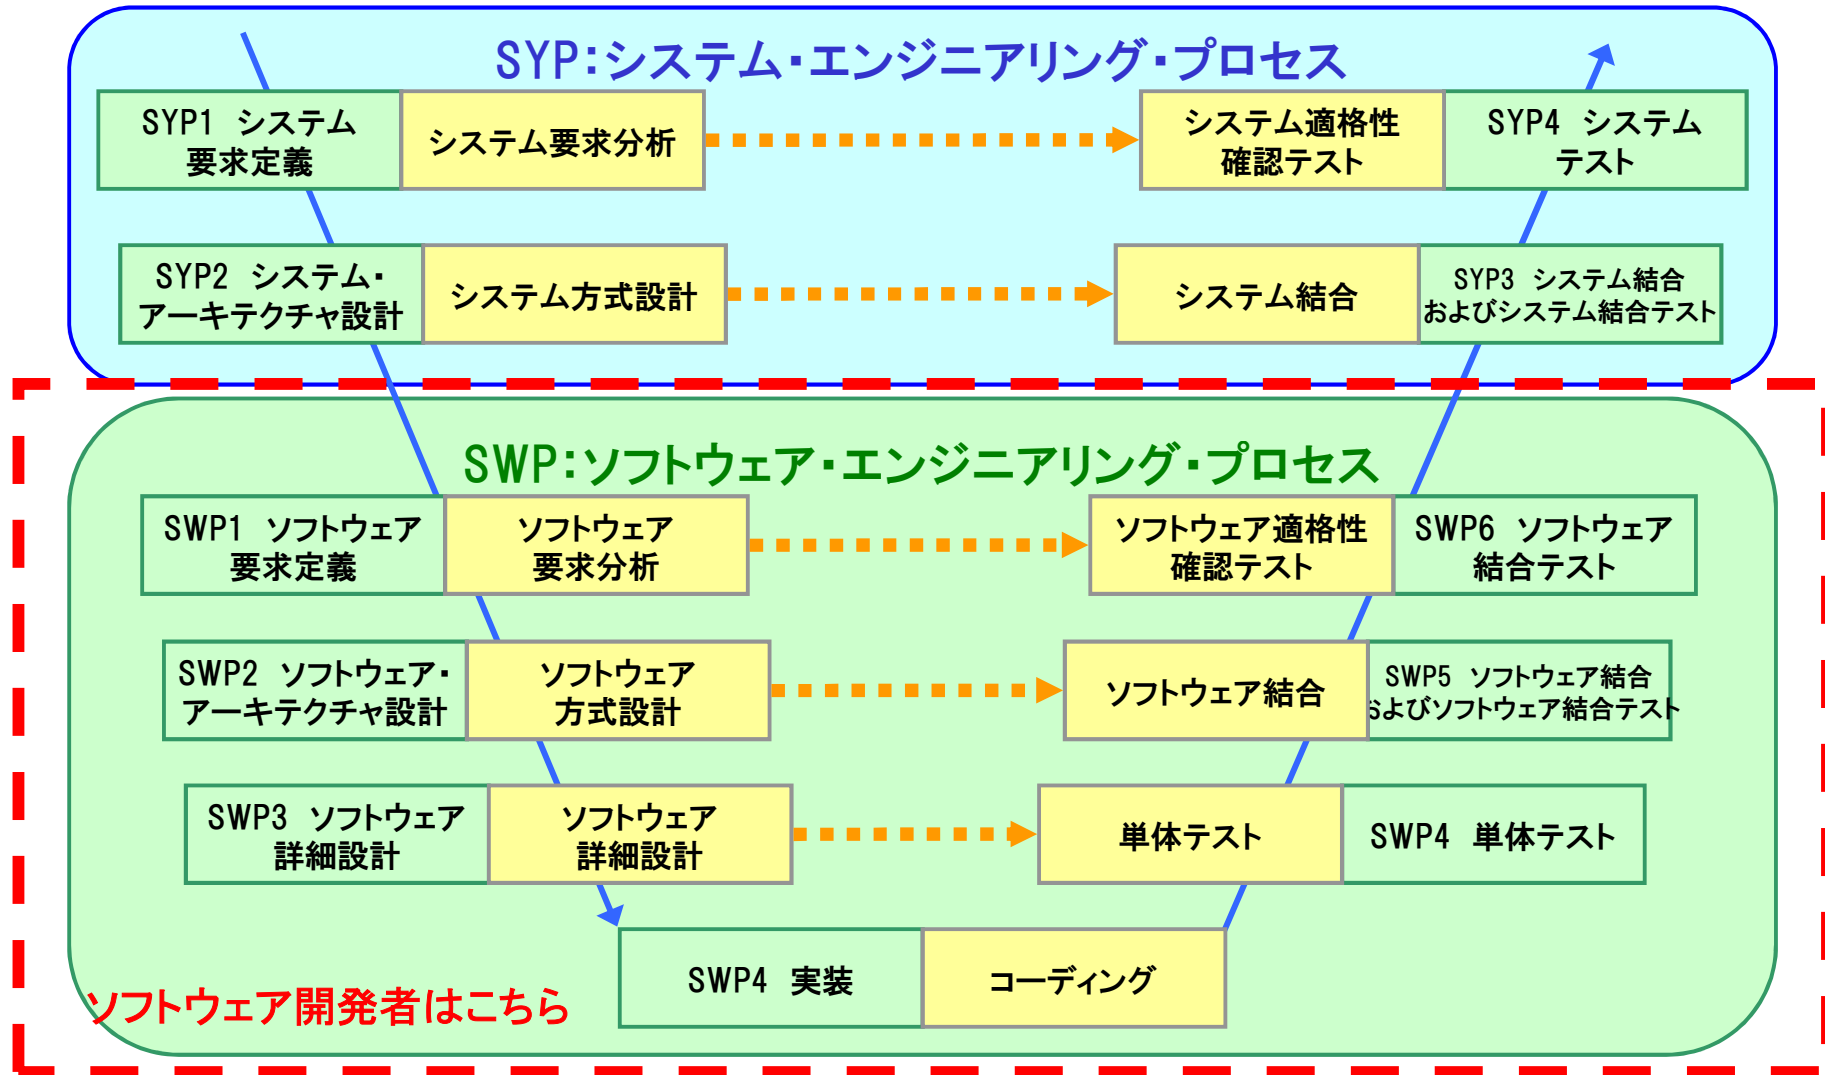 SYP:システム・エンジニアリング・プロセス
SYP1 システム
要求定義
システム要求分析
システム適格性
確認テスト
SYP4 システム
テスト
SYP2 システム・
アーキテクチャ設計
システム方式設計
システム結合
SYP3 システム結合
およびシステム結合テスト
SWP:ソフトウェア・エンジニアリング・プロセス
SWP1 ソフトウェア
要求定義
ソフトウェア
要求分析
ソフトウェア適格性
確認テスト
SWP6 ソフトウェア
結合テスト
SWP2 ソフトウェア・
アーキテクチャ設計
ソフトウェア
方式設計
ソフトウェア結合
SWP5 ソフトウェア結合
およびソフトウェア結合テスト
SWP3 ソフトウェア
詳細設計
ソフトウェア
詳細設計
単体テスト
SWP4 単体テスト
SWP4 実装
コーディング
ソフトウェア開発者はこちら